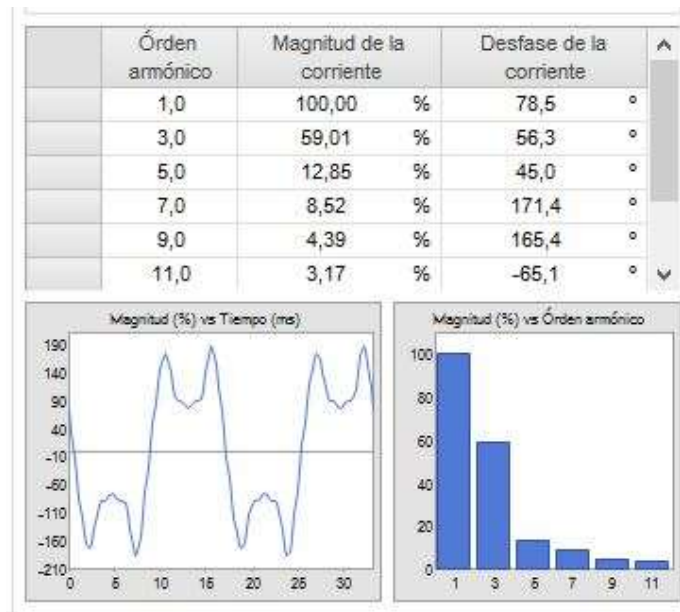 Órden armónico Magnitud de la corriente Desfase de la corriente
1,0 100,00 % 78,5 º
3,0 59,01 % 56,3 º
5,0 12,85 % 45,0 º
7,0 8,52 % 171,4 º
9,0 4,39 % 165,4 º
11,0 3,17 % -65,1 º
Magnitud (%) vs Tiempo (ms)
190
140
90
40
-10
-60
-110
-160
-210
0 5 10 15 20 25 30
Magnitud (%) vs Órden armónico
100
80
60
40
20
0
1 3 5 7 9 11